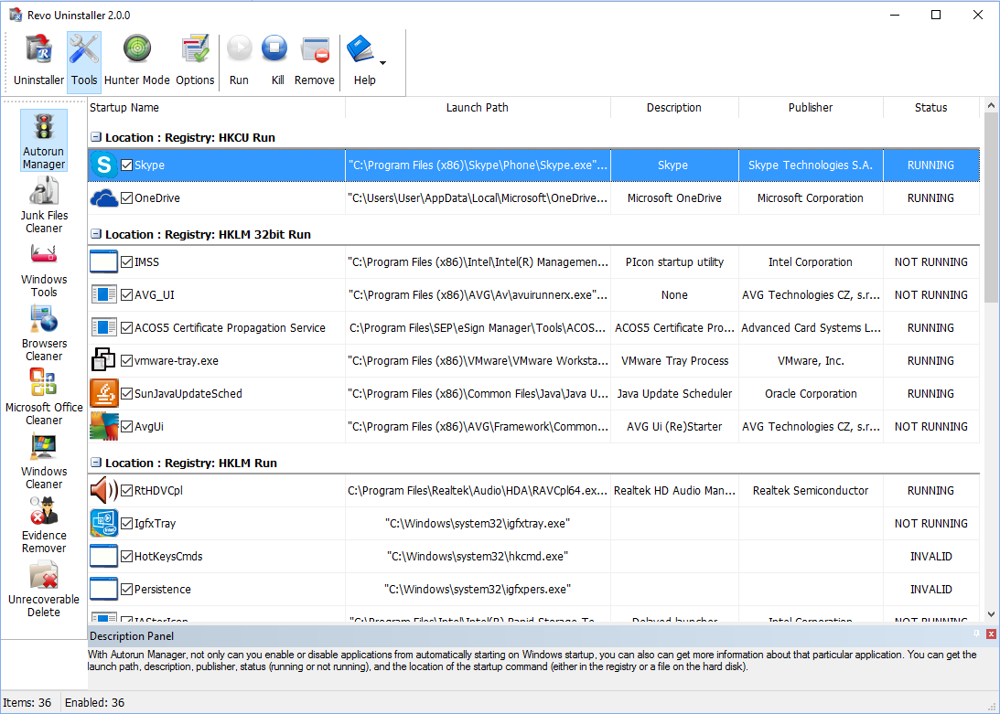 Revo Uninstaller 2.0.0
Uninstaller Tools Hunter Mode Options Run Kill Remove Help
Autorun
Manager
Junk Files
Cleaner
Windows
Tools
Browsers
Cleaner
Microsoft Office
Cleaner
Windows
Cleaner
Evidence
Remover
Unrecoverable
Delete
Startup Name Launch Path Description Publisher Status
Location : Registry: HKCU Run
Skype "C:\Program Files (x86)\Skype\Phone\Skype.exe"... Skype Skype Technologies S.A. RUNNING
OneDrive "C:\Users\User\AppData\Local\Microsoft\OneDrive... Microsoft OneDrive Microsoft Corporation RUNNING
Location : Registry: HKLM 32bit Run
IMSS "C:\Program Files (x86)\Intel\Intel(R) Managemen... PIcon startup utility Intel Corporation NOT RUNNING
AVG_UI "C:\Program Files (x86)\AVG\Av\avuirunnerx.exe"... None AVG Technologies CZ, s.r... NOT RUNNING
ACOS5 Certificate Propagation Service C:\Program Files\SEP\eSign Manager\Tools\ACOS... ACOS5 Certificate Pro... Advanced Card Systems L... RUNNING
vmware-tray.exe "C:\Program Files (x86)\VMware\VMware Worksta... VMware Tray Process VMware, Inc. RUNNING
SunJavaUpdateSched "C:\Program Files (x86)\Common Files\Java\Java U... Java Update Scheduler Oracle Corporation RUNNING
AvgUi "C:\Program Files (x86)\AVG\Framework\Common... AVG Ui (Re)Starter AVG Technologies CZ, s.r... NOT RUNNING
Location : Registry: HKLM Run
RtHDVCpl C:\Program Files\Realtek\Audio\HDA\RAVCpl64.ex... Realtek HD Audio Man... Realtek Semiconductor RUNNING
IgfxTray "C:\Windows\system32\igfxtray.exe" NOT RUNNING
HotKeysCmds "C:\Windows\system32\hkcmd.exe" INVALID
Persistence "C:\Windows\system32\igfxpers.exe" INVALID
IAStorIcon "C:\Program Files\Intel\Intel(R) Rapid Storage Te... Delayed launcher Intel Corporation NOT RUNNING
Description Panel
With Autorun Manager, not only can you enable or disable applications from automatically starting on Windows startup, you can also can get more infomation about that particular application. You can get the
launch path, description, publisher, status (running or not running), and the location of the startup command (either in the registry or a file on the hard disk).
Items: 36 Enabled: 36